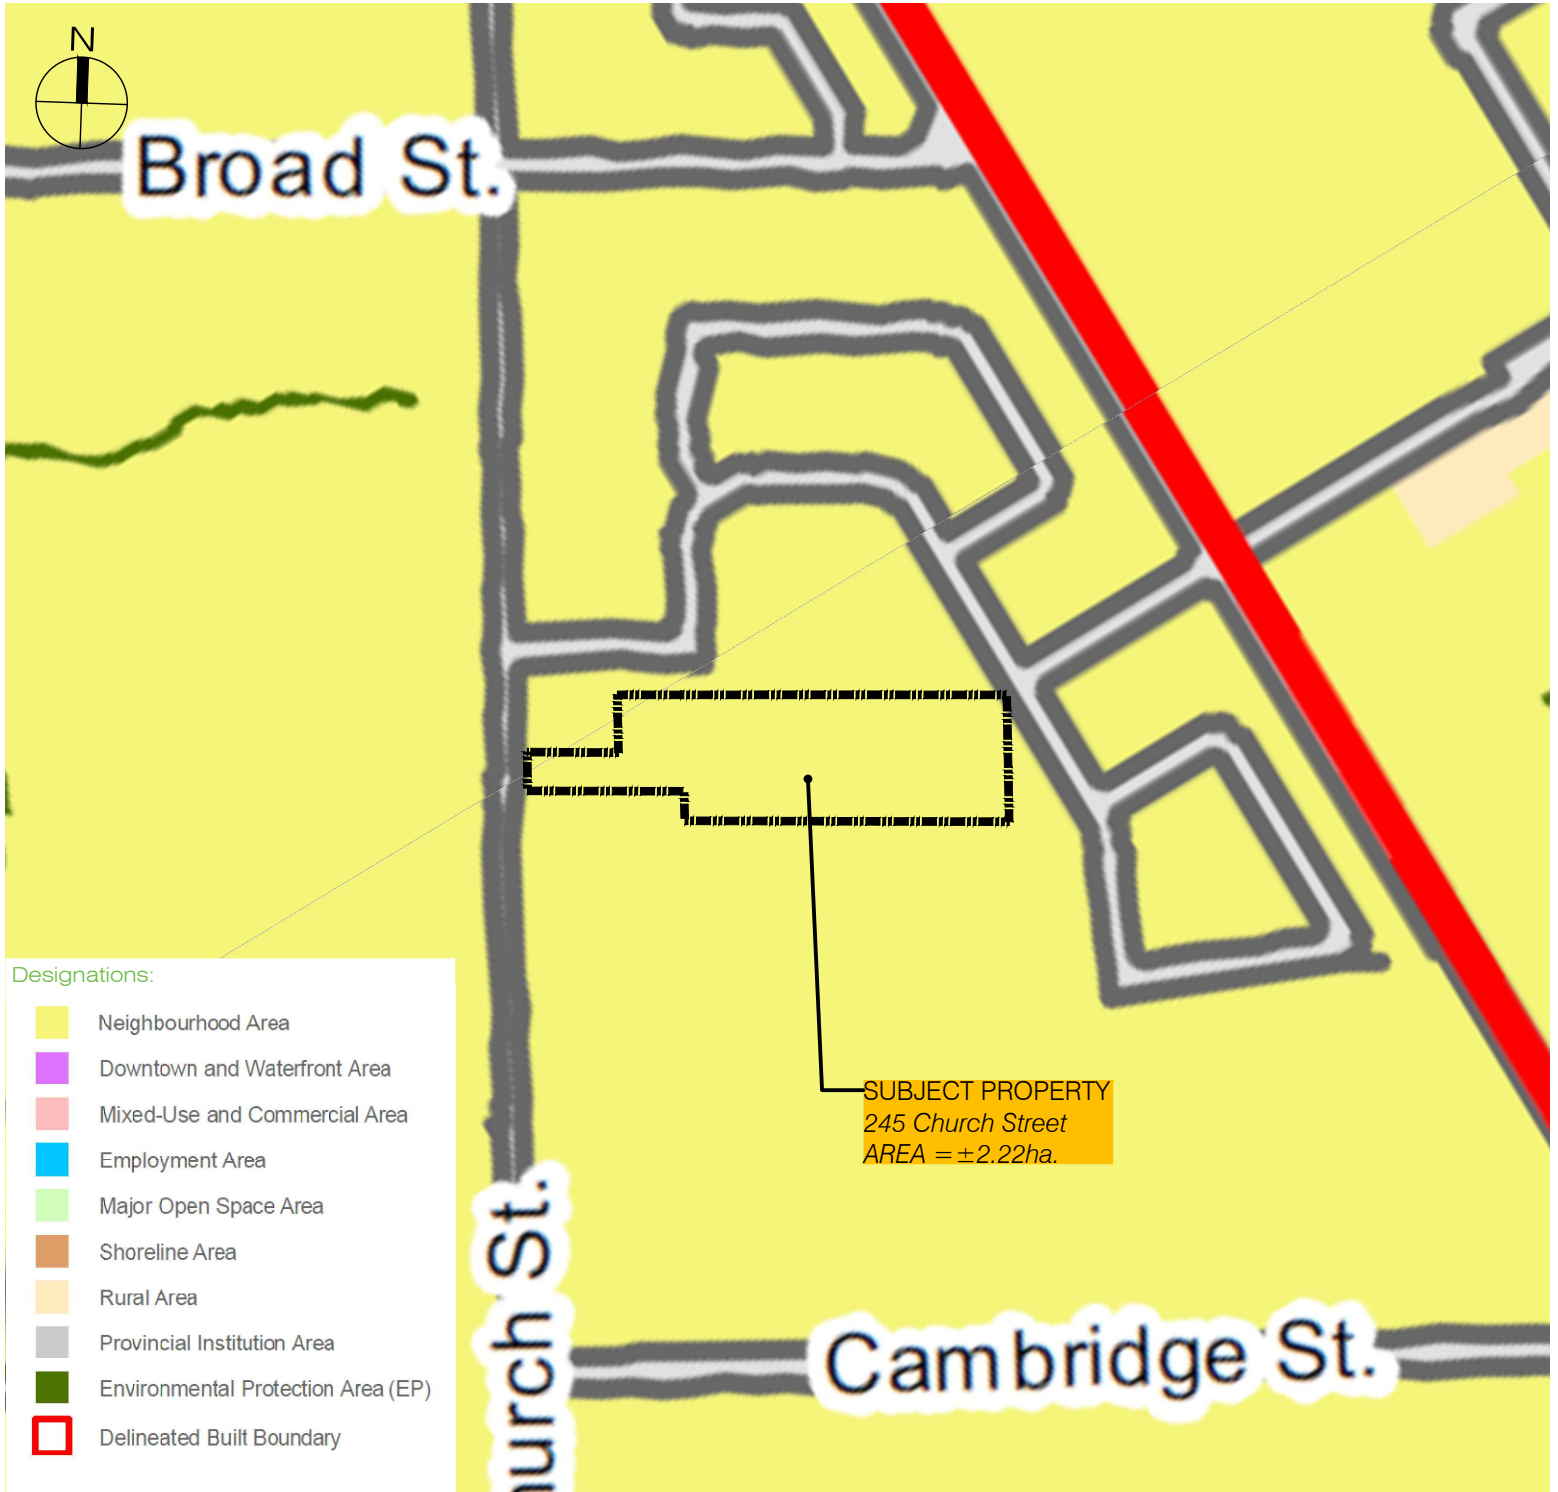 N
Broad St.
Designations:
Neighbourhood Area
Downtown and Waterfront Area
Mixed-Use and Commercial Area
Employment Area
Major Open Space Area
Shoreline Area
Rural Area
Provincial Institution Area
Environmental Protection Area (EP)
Delineated Built Boundary
SUBJECT PROPERTY
245 Church Street
AREA = ±2.22ha.
hurch St.
Cambridge St.